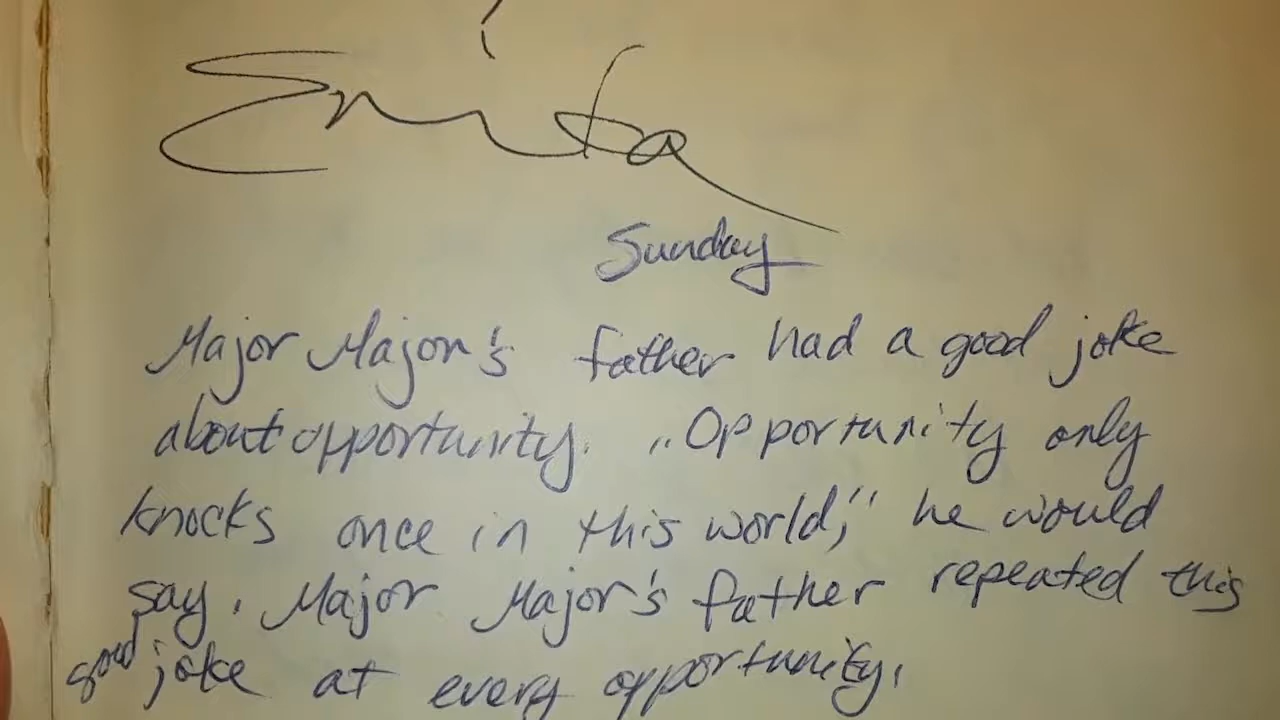 Erita
Sunday
Major Major's father had a good joke
about opportunity. „Opportunity only
knocks once in this world,“ he would
say. Major Major's father repeated this
good joke at every opportunity.